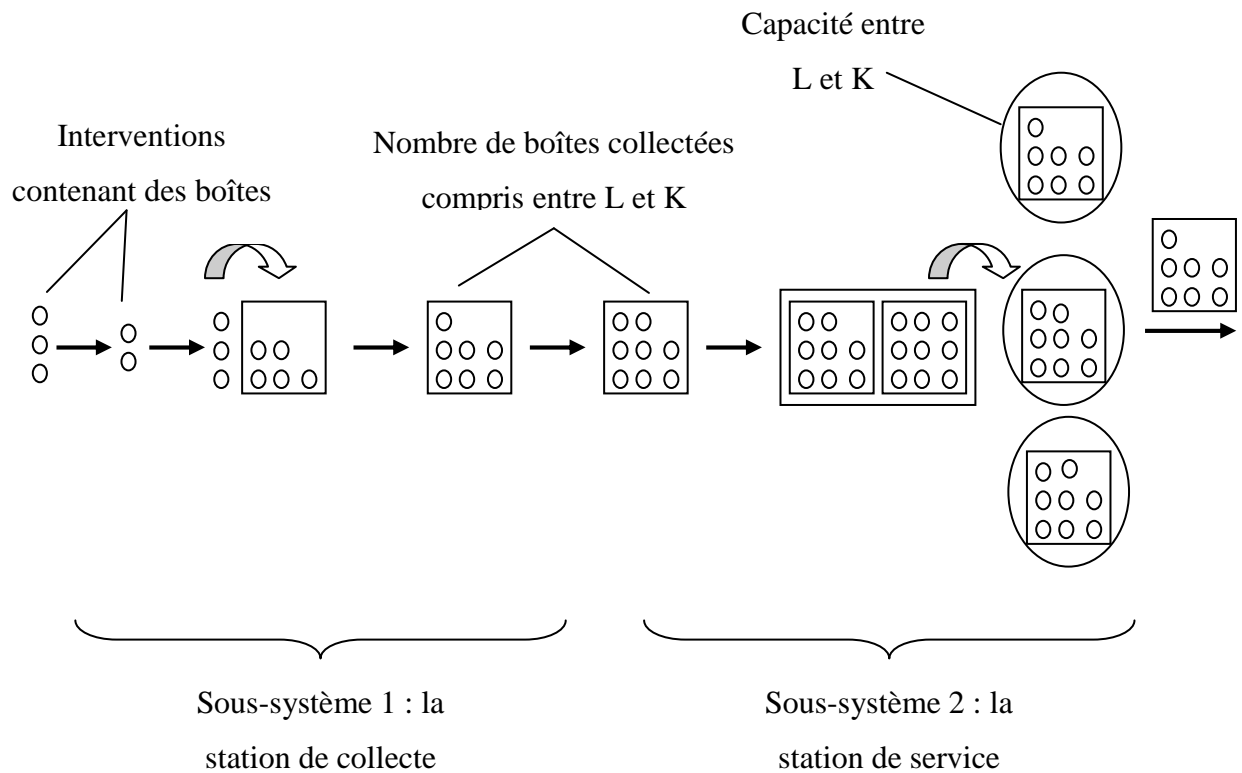 Capacité entre
L et K
Interventions
contenant des boîtes
Nombre de boîtes collectées
compris entre L et K
Sous-système 1 : la
station de collecte
Sous-système 2 : la
station de service